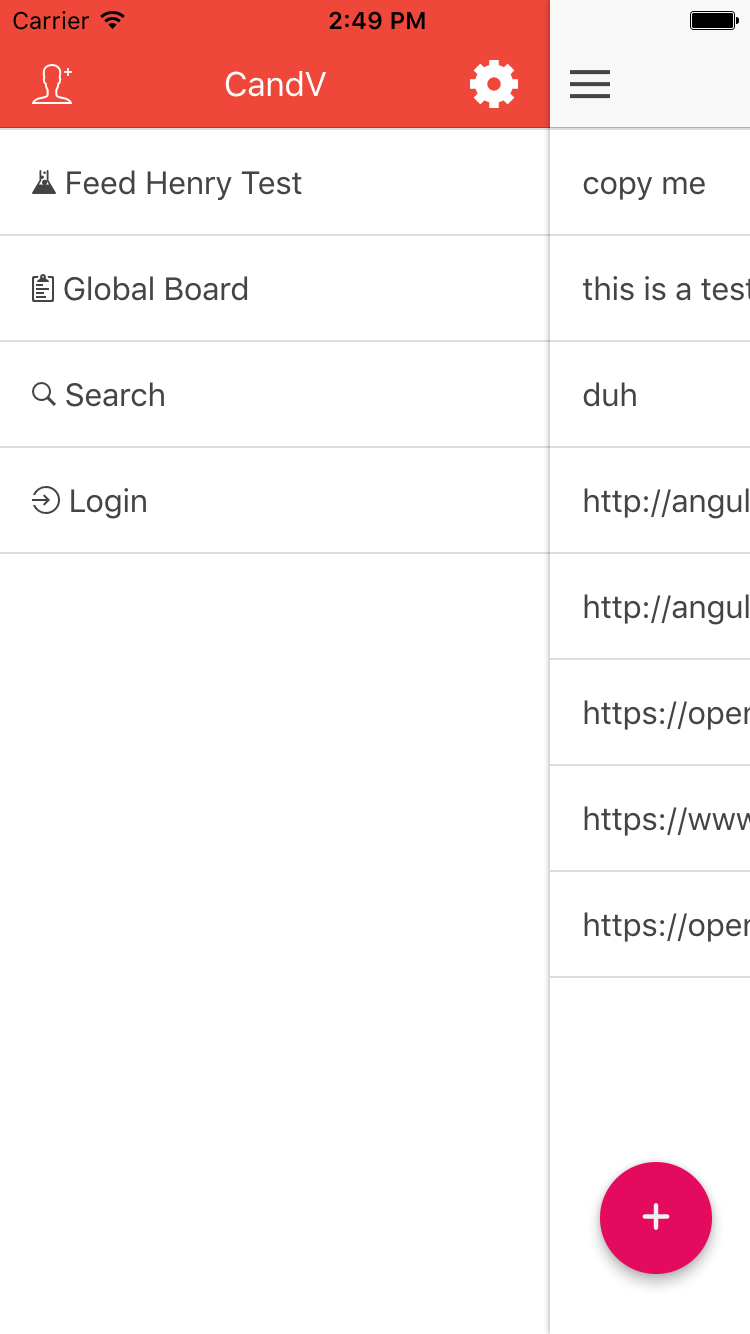 Carrier 2:49 PM
CandV
Feed Henry Test
Global Board
Search
Login
copy me
this is a test
duh
http://angul
http://angul
https://oper
https://www
https://oper